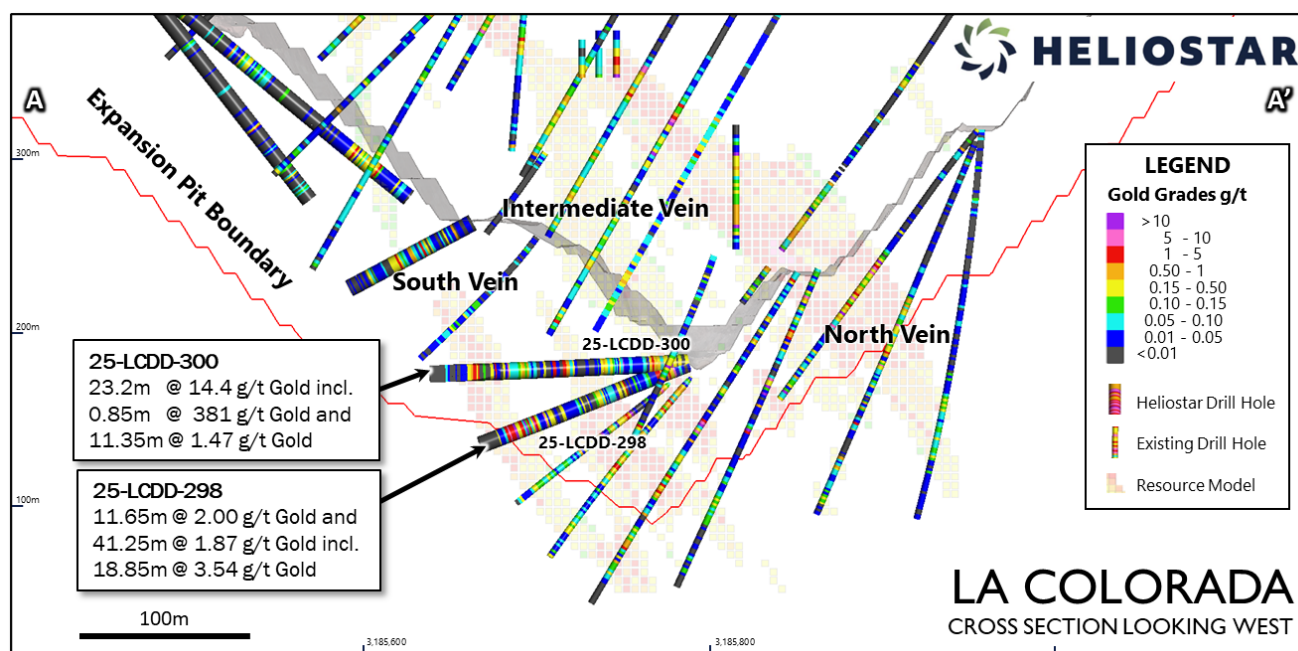 HELIOSTAR
A
A'
Expansion Pit Boundary
300m
Intermediate Vein
South Vein
200m
North Vein
25-LCDD-300
25-LCDD-298
100m
25-LCDD-300
23.2m @ 14.4 g/t Gold incl.
0.85m @ 381 g/t Gold and
11.35m @ 1.47 g/t Gold
25-LCDD-298
11.65m @ 2.00 g/t Gold and
41.25m @ 1.87 g/t Gold incl.
18.85m @ 3.54 g/t Gold
LEGEND
Gold Grades g/t
>10
5 - 10
1 - 5
0.50 - 1
0.15 - 0.50
0.10 - 0.15
0.05 - 0.10
0.01 - 0.05
<0.01
Heliostar Drill Hole
Existing Drill Hole
Resource Model
100m
3,185,600
3,185,800
LA COLORADA
CROSS SECTION LOOKING WEST